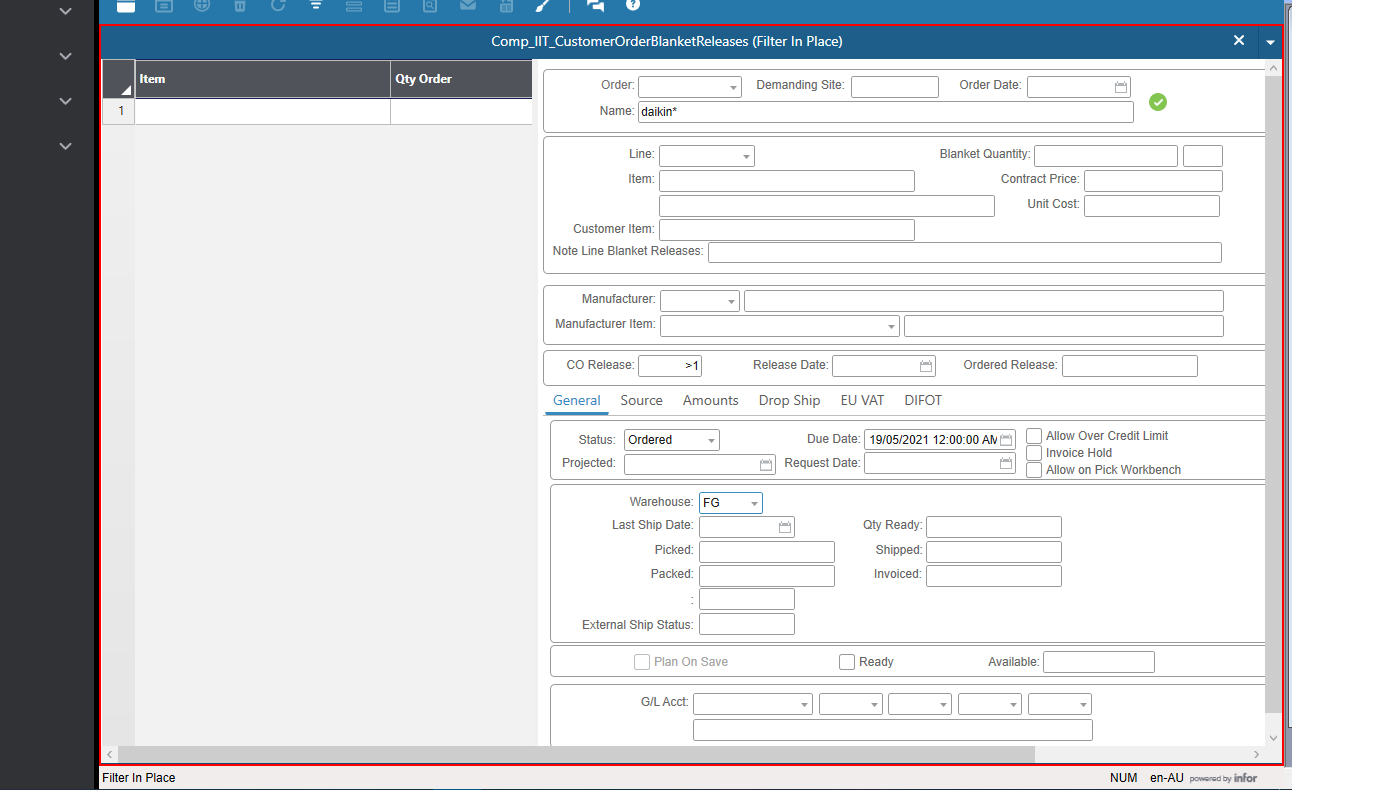 Comp_IIT_CustomerOrderBlanketReleases (Filter In Place)
Item Qty Order
1
Order: Demanding Site: Order Date:
Name: daikin*
Line: Blanket Quantity:
Item: Contract Price:
Unit Cost:
Customer Item:
Note Line Blanket Releases:
Manufacturer:
Manufacturer Item:
CO Release: >1 Release Date: Ordered Release:
General Source Amounts Drop Ship EU VAT DIFOT
Status: Ordered Due Date: 19/05/2021 12:00:00 AM Allow Over Credit Limit
Invoice Hold
Projected: Request Date: Allow on Pick Workbench
Warehouse: FG
Last Ship Date: Qty Ready:
Picked: Shipped:
Packed: Invoiced:
:
External Ship Status:
Plan On Save Ready Available:
G/L Acct:
Filter In Place NUM en-AU powered by infor